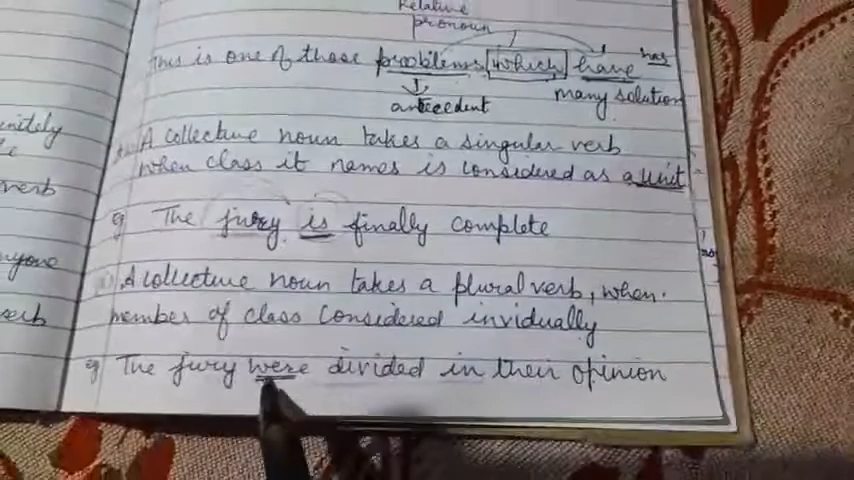 Relative
pronoun
This is one of those problems which have has
antecedent many solution
A collective noun takes a singular verb
when class it names is considered as a unit
eg The jury is finally complete
A collective noun takes a plural verb, when
member of class considered invidually
eg The jury were divided in their opinion
verb